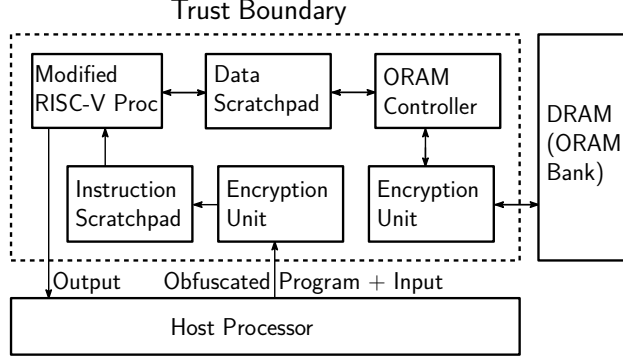 Trust Boundary
Modified
RISC-V Proc
Data
Scratchpad
ORAM
Controller
DRAM
(ORAM
Bank)
Instruction
Scratchpad
Encryption
Unit
Encryption
Unit
Output
Obfuscated Program + Input
Host Processor